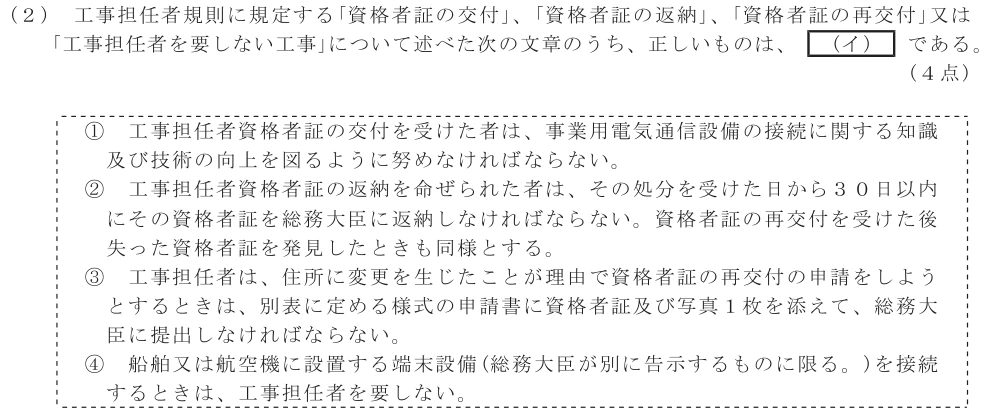 (２) 工事担任者規則に規定する「資格者証の交付」、「資格者証の返納」、「資格者証の再交付」又は
「工事担任者を要しない工事」について述べた次の文章のうち、正しいものは、 (イ) である。
(４点)
① 工事担任者資格者証の交付を受けた者は、事業用電気通信設備の接続に関する知識
及び技術の向上を図るように努めなければならない。
② 工事担任者資格者証の返納を命ぜられた者は、その処分を受けた日から３０日以内
にその資格者証を総務大臣に返納しなければならない。資格者証の再交付を受けた後
失った資格者証を発見したときも同様とする。
③ 工事担任者は、住所に変更を生じたことが理由で資格者証の再交付の申請をしよう
とするときは、別表に定める様式の申請書に資格者証及び写真１枚を添えて、総務大
臣に提出しなければならない。
④ 船舶又は航空機に設置する端末設備(総務大臣が別に告示するものに限る。)を接続
するときは、工事担任者を要しない。